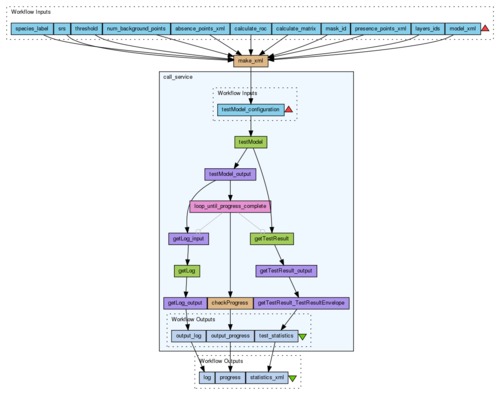 Workflow Inputs
species_label srs threshold num_background_points absence_points_xml calculate_roc calculate_matrix mask_id presence_points_xml layers_ids model_xml
make_xml
call_service
Workflow Inputs
testModel_configuration
testModel
testModel_output
loop_until_progress_complete
getLog_input getTestResult
getLog getTestResult_output
getLog_output checkProgress getTestResult_TestResultEnvelope
Workflow Outputs
output_log output_progress test_statistics
Workflow Outputs
log progress statistics_xml